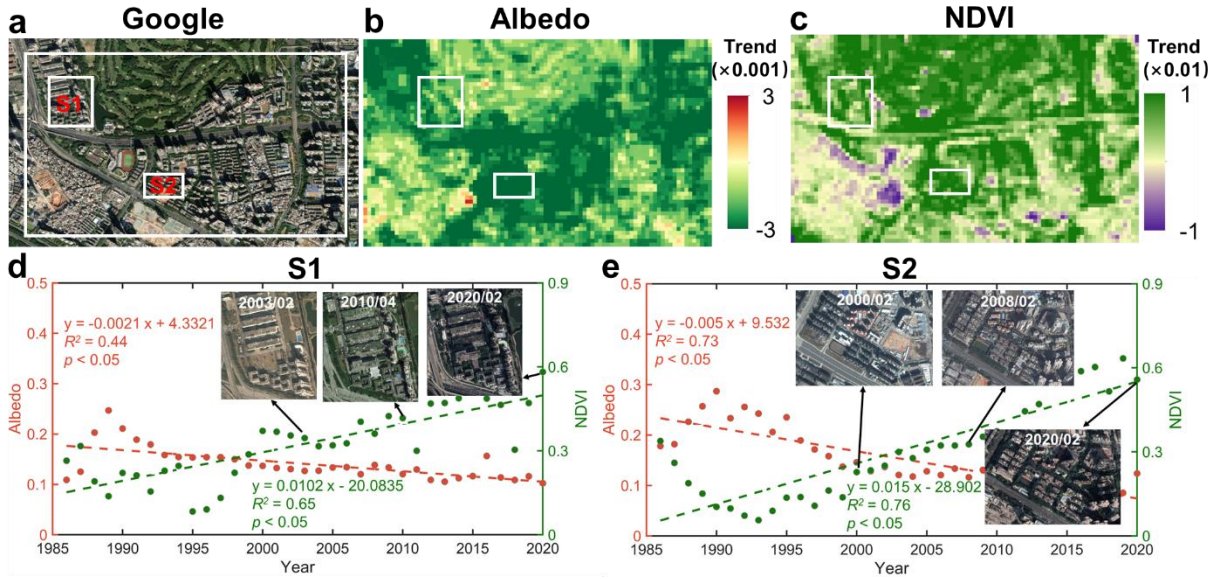 a
Google
b
Albedo
c
NDVI
S1
S2
Trend
(×0.001)
3
-3
Trend
(×0.01)
1
-1
d
S1
0.5
0.4
0.3
0.2
0.1
0
Albedo
0.9
0.6
0.3
0
NDVI
y = -0.0021 x + 4.3321
R² = 0.44
p < 0.05
2003/02
2010/04
2020/02
y = 0.0102 x - 20.0835
R² = 0.65
p < 0.05
1985 1990 1995 2000 2005 2010 2015 2020
Year
e
S2
0.5
0.4
0.3
0.2
0.1
0
Albedo
0.9
0.6
0.3
0
NDVI
y = -0.005 x + 9.532
R² = 0.73
p < 0.05
2000/02
2008/02
2020/02
y = 0.015 x - 28.902
R² = 0.76
p < 0.05
1985 1990 1995 2000 2005 2010 2015 2020
Year